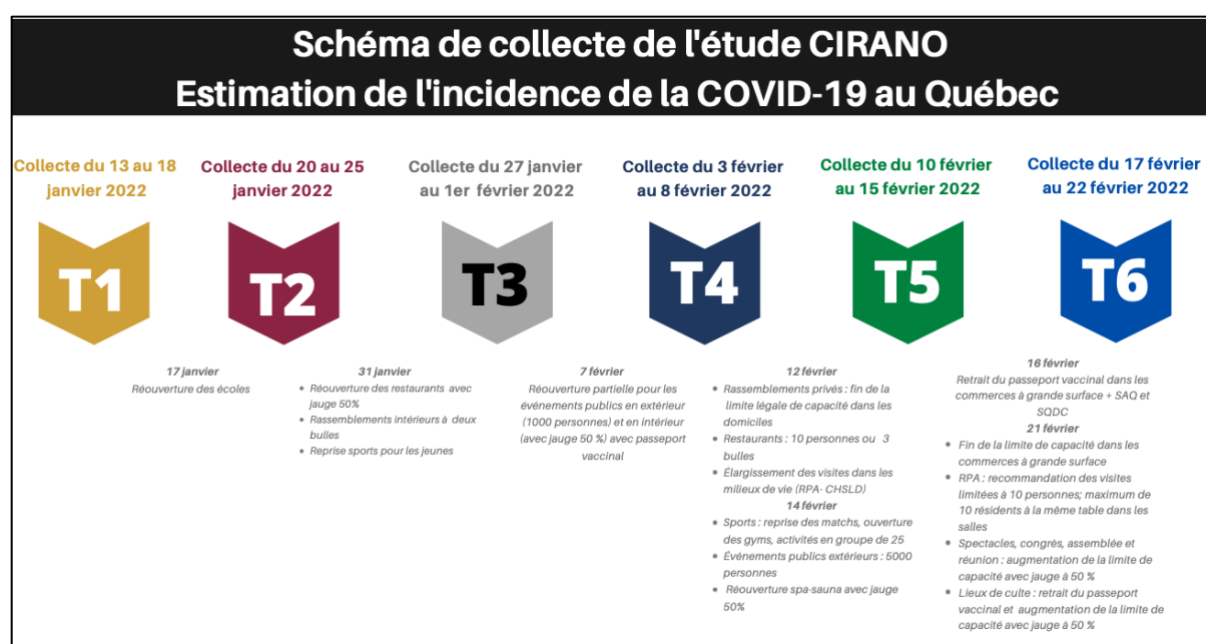 Schéma de collecte de l'étude CIRANO
Estimation de l'incidence de la COVID-19 au Québec
Collecte du 13 au 18
janvier 2022
Collecte du 20 au 25
janvier 2022
Collecte du 27 janvier
au 1er février 2022
Collecte du 3 février
au 8 février 2022
Collecte du 10 février
au 15 février 2022
Collecte du 17 février
au 22 février 2022
T1
T2
T3
T4
T5
T6
17 janvier
Réouverture des écoles
31 janvier
• Réouverture des restaurants avec
jauge 50%
• Rassemblements intérieurs à deux
bulles
• Reprise sports pour les jeunes
7 février
Réouverture partielle pour les
événements publics en extérieur
(1000 personnes) et en intérieur
(avec jauge 50 %) avec passeport
vaccinal
12 février
• Rassemblements privés : fin de la
limite légale de capacité dans les
domiciles
• Restaurants : 10 personnes ou 3
bulles
• Élargissement des visites dans les
milieux de vie (RPA- CHSLD)
14 février
• Sports : reprise des matchs, ouverture
des gyms, activités en groupe de 25
• Événements publics extérieurs : 5000
personnes
• Réouverture spa-sauna avec jauge
50%
16 février
Retrait du passeport vaccinal dans les
commerces à grande surface + SAQ et
SQDC
21 février
• Fin de la limite de capacité dans les
commerces à grande surface
• RPA : recommandation des visites
limitées à 10 personnes; maximum de
10 résidents à la même table dans les
salles
• Spectacles, congrès, assemblée et
réunion : augmentation de la limite de
capacité avec jauge à 50 %
• Lieux de culte : retrait du passeport
vaccinal et augmentation de la limite de
capacité avec jauge à 50 %